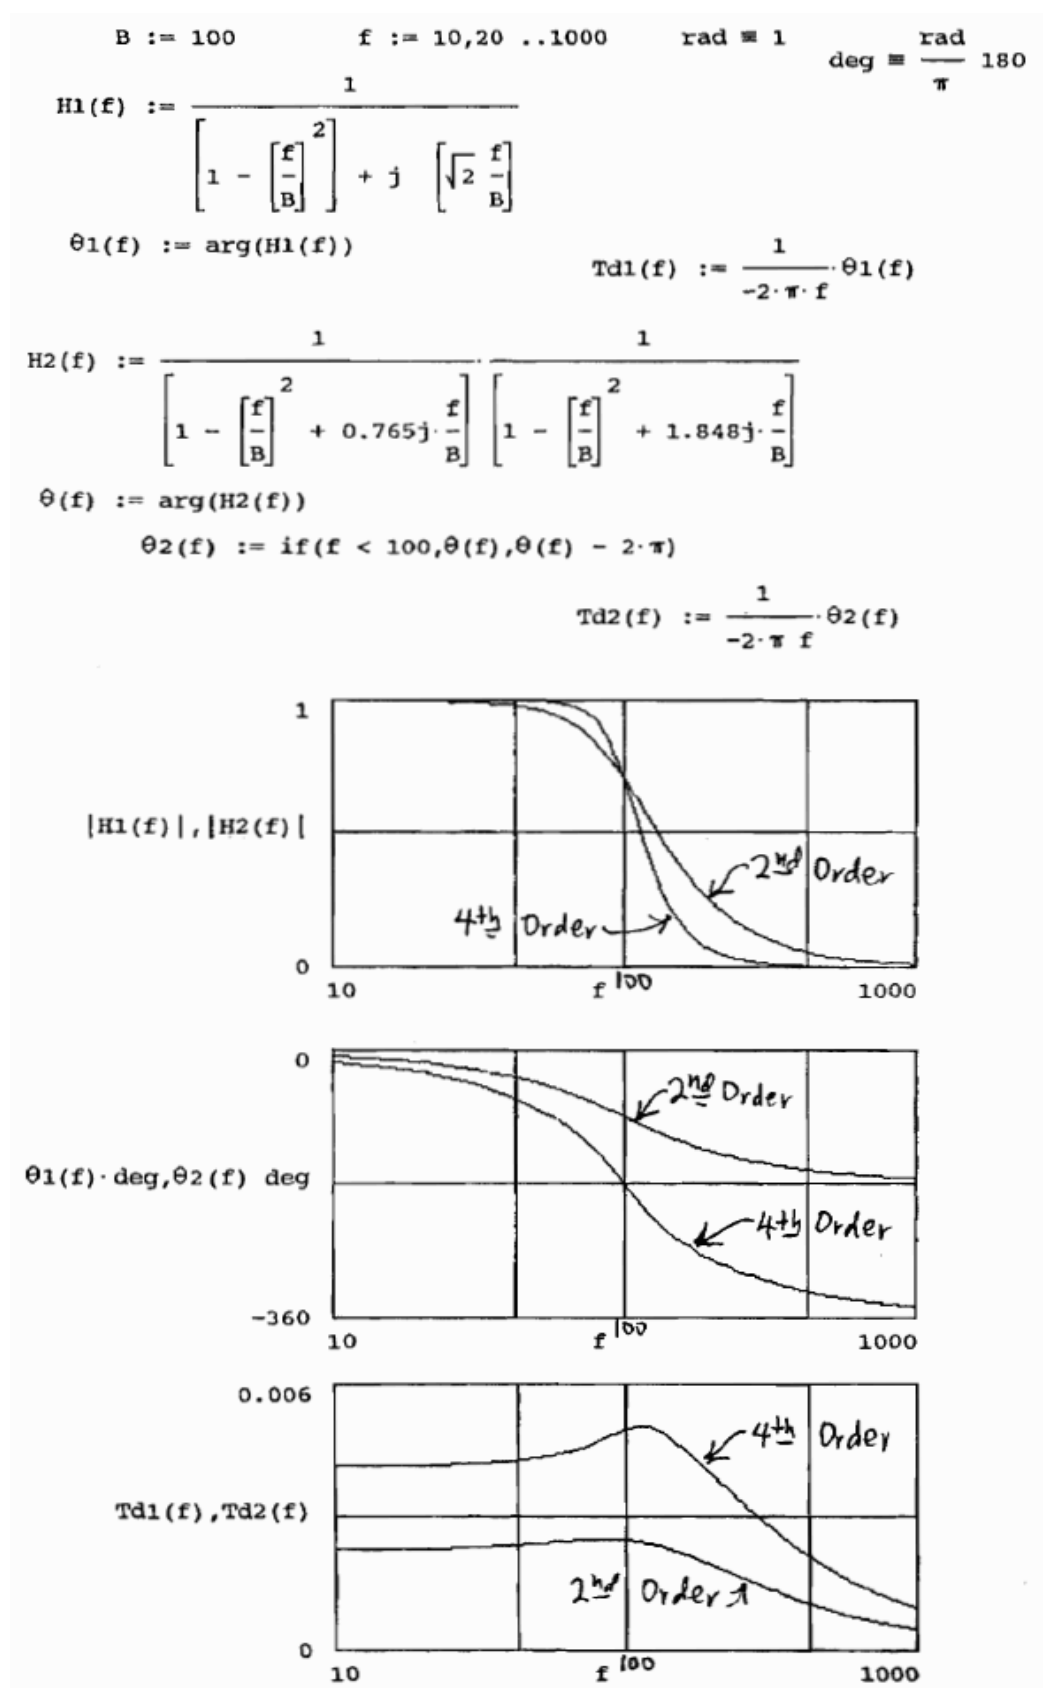 B := 100 f := 10,20 ..1000 rad ≡ 1 deg ≡ rad/π 180
H1(f) := 1 / [[1 - [f/B]^2] + j [√2 f/B]]
θ1(f) := arg(H1(f))
Td1(f) := 1/(-2·π·f)·θ1(f)
H2(f) := 1/[1 - [f/B]^2 + 0.765j·f/B] · 1/[1 - [f/B]^2 + 1.848j·f/B]
θ(f) := arg(H2(f))
θ2(f) := if(f < 100,θ(f),θ(f) - 2·π)
Td2(f) := 1/(-2·π f)·θ2(f)
1
|H1(f)|,|H2(f)|
2nd Order
4th Order
0
10 f 100 1000
0
2nd Order
θ1(f)·deg,θ2(f) deg
4th Order
-360
10 f 100 1000
0.006
4th Order
Td1(f),Td2(f)
2nd Order
0
10 f 100 1000